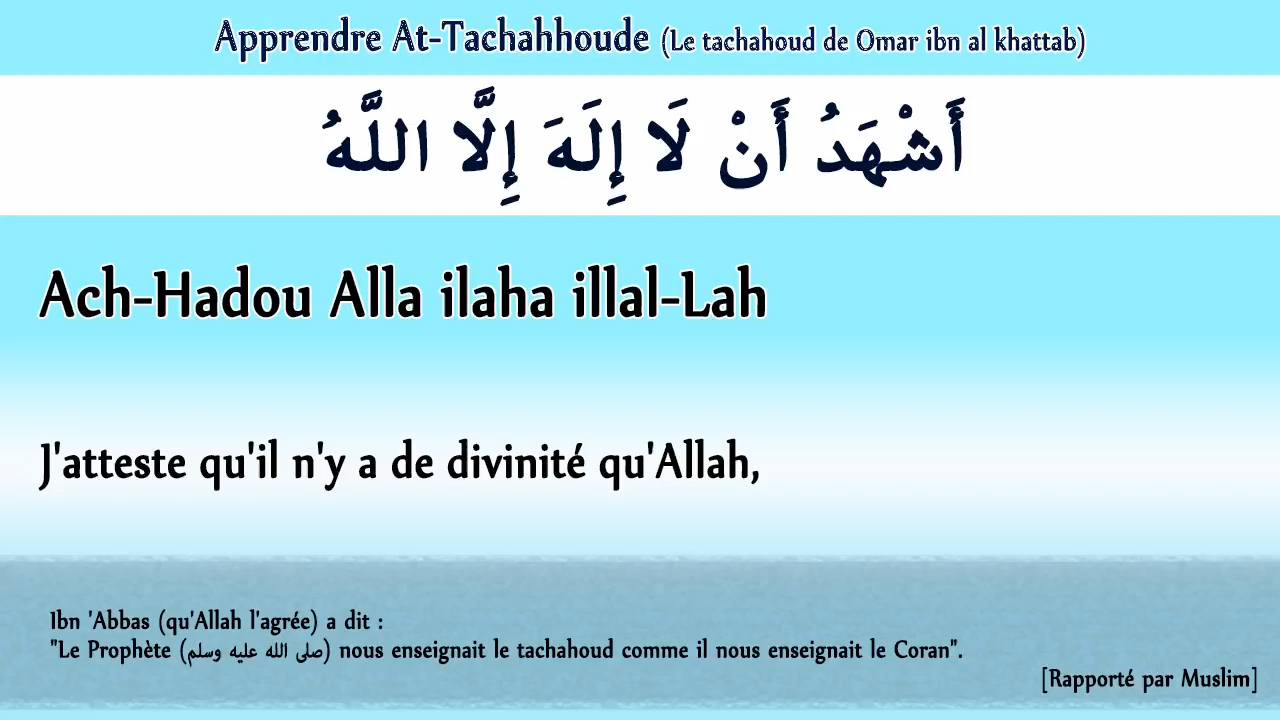 Apprendre At-Tachahhoude (Le tachahoud de Omar ibn al khattab)
أَشْهَدُ أَنْ لَا إِلَهَ إِلَّا اللَّهُ
Ach-Hadou Alla ilaha illal-Lah
J'atteste qu'il n'y a de divinité qu'Allah,
Ibn 'Abbas (qu'Allah l'agrée) a dit :
"Le Prophète (صلى الله عليه وسلم) nous enseignait le tachahoud comme il nous enseignait le Coran".
[Rapporté par Muslim]